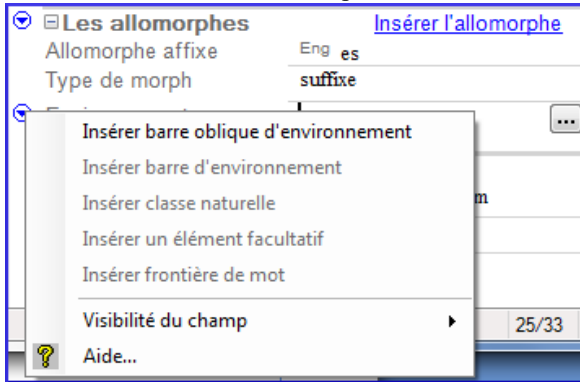 Les allomorphes Insérer l'allomorphe
Allomorphe affixe Eng es
Type de morph suffixe
...
Insérer barre oblique d'environnement
Insérer barre d'environnement
Insérer classe naturelle
m
Insérer un élément facultatif
Insérer frontière de mot
Visibilité du champ 25/33
Aide...